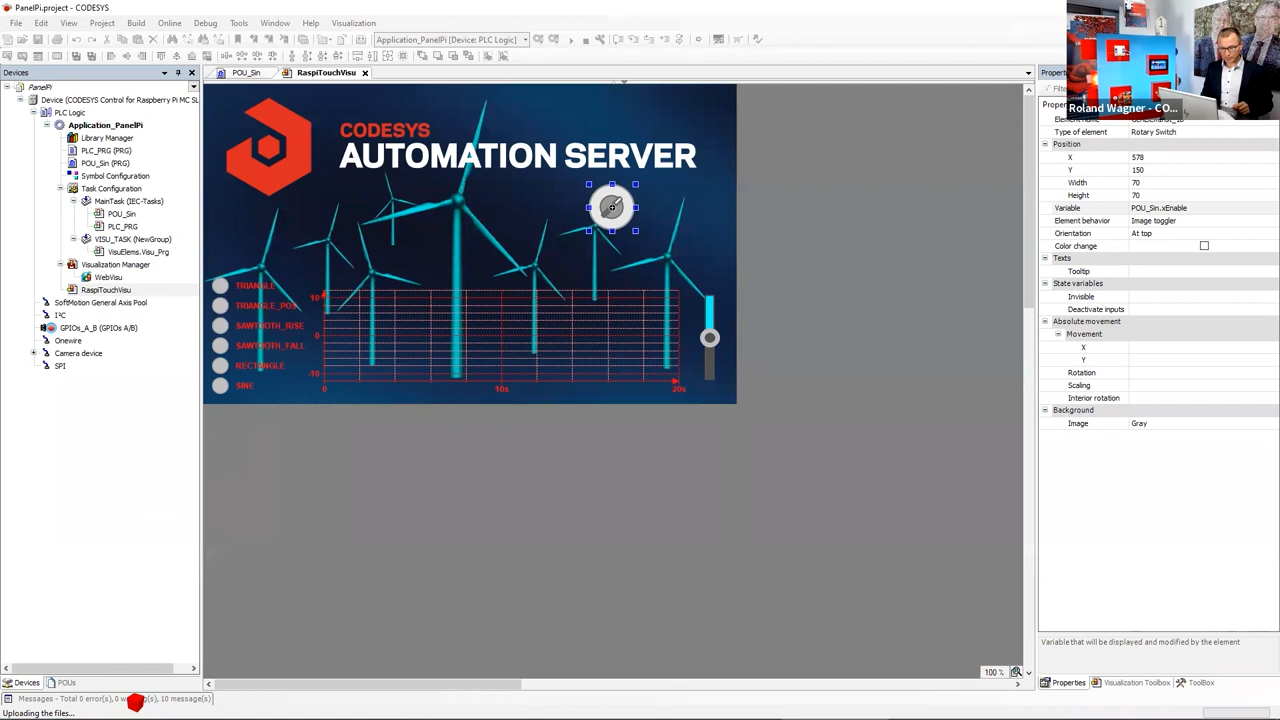 PanelPi.project - CODESYS
File Edit View Project Build Online Debug Tools Window Help Visualization
Application_PanelPi [Device: PLC Logic]
Devices
POU_Sin
RaspiTouchVisu
PanelPi
Device (CODESYS Control for Raspberry Pi MC SL
PLC Logic
Application_PanelPi
Library Manager
PLC_PRG (PRG)
POU_Sin (PRG)
Symbol Configuration
Task Configuration
MainTask (IEC-Tasks)
POU_Sin
PLC_PRG
VISU_TASK (NewGroup)
VisuElems.Visu_Prg
Visualization Manager
WebVisu
RaspiTouchVisu
SoftMotion General Axis Pool
I²C
GPIOs_A_B (GPIOs A/B)
Onewire
Camera device
SPI
CODESYS
AUTOMATION SERVER
TRIANGLE
TRIANGLE_POS
SAWTOOTH_RISE
SAWTOOTH_FALL
RECTANGLE
SINE
10
0
-10
0 10s 20s
100 %
Roland Wagner - CO...
Type of element Rotary Switch
Position
X 578
Y 150
Width 70
Height 70
Variable POU_Sin.xEnable
Element behavior Image toggler
Orientation At top
Color change
Texts
Tooltip
State variables
Invisible
Deactivate inputs
Absolute movement
Movement
X
Y
Rotation
Scaling
Interior rotation
Background
Image Gray
Variable that will be displayed and modified by the element
Properties Visualization Toolbox ToolBox
Devices POUs
Messages - Total 0 error(s), 0 w g(s), 10 message(s)
Uploading the files...